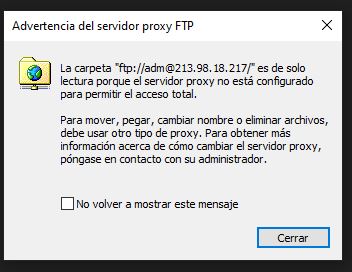 Advertencia del servidor proxy FTP
La carpeta "ftp://adm@213.98.18.217/" es de solo
lectura porque el servidor proxy no está configurado
para permitir el acceso total.
Para mover, pegar, cambiar nombre o eliminar archivos,
debe usar otro tipo de proxy. Para obtener más
información acerca de cómo cambiar el servidor proxy,
póngase en contacto con su administrador.
No volver a mostrar este mensaje
Cerrar